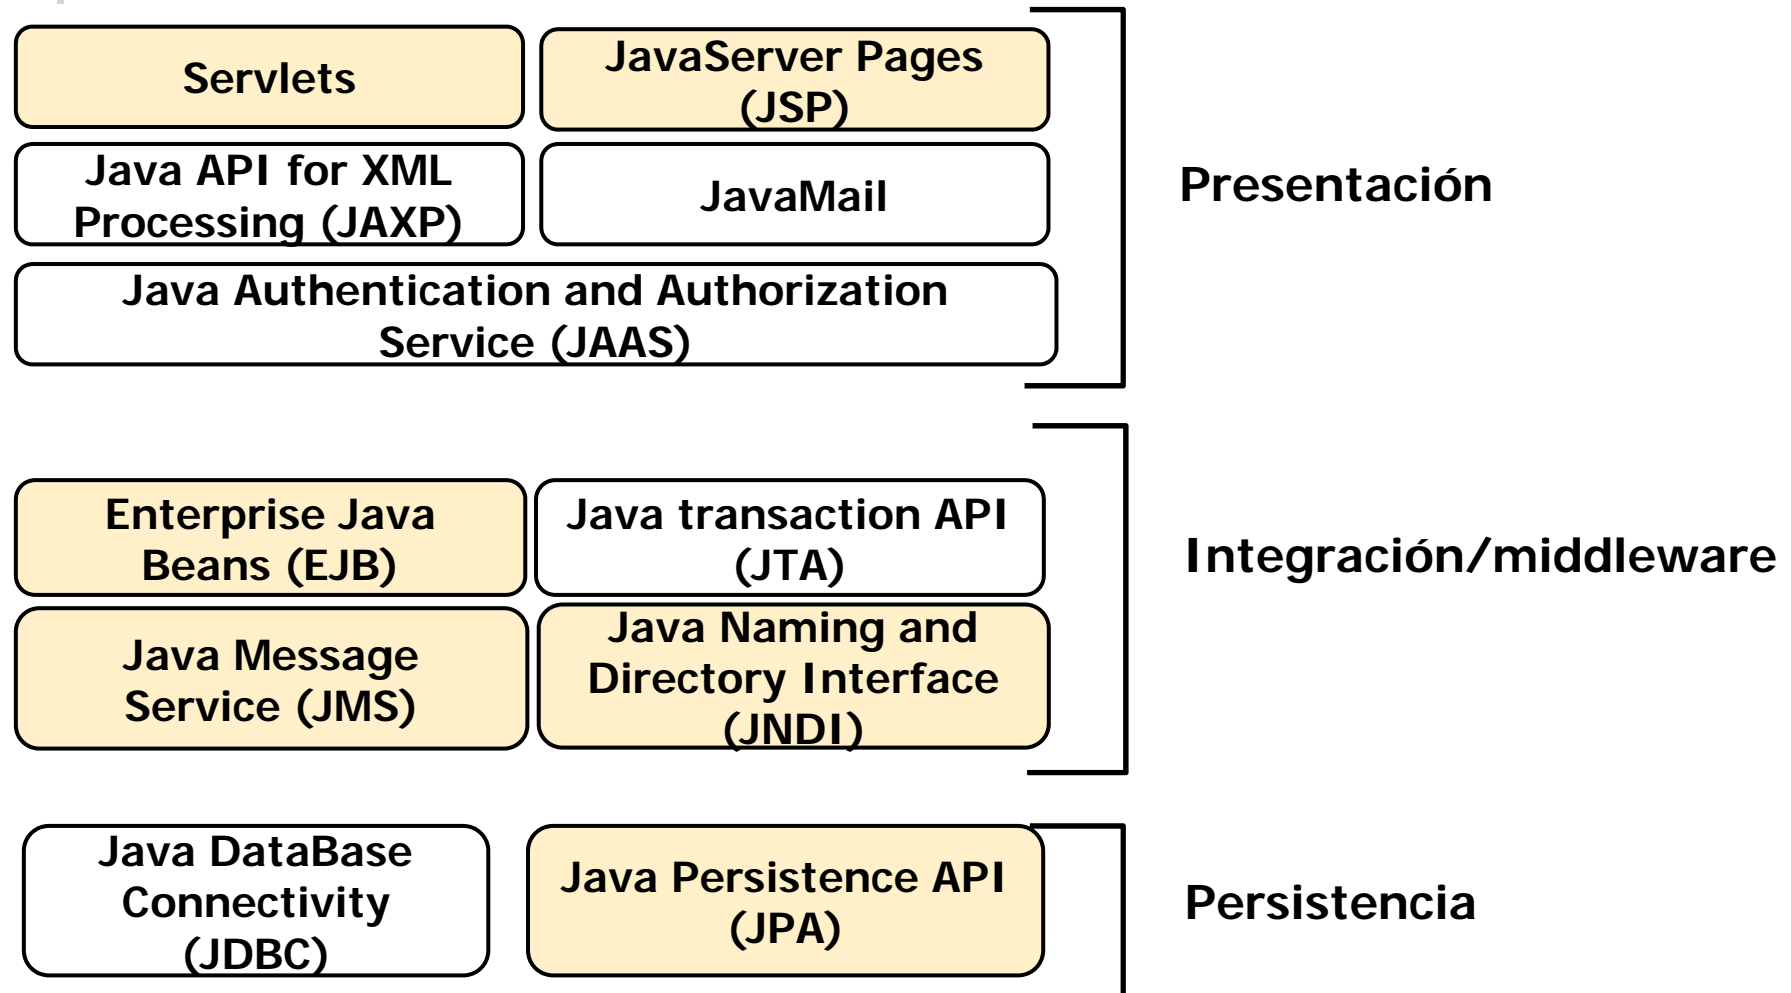 Servlets
JavaServer Pages
(JSP)
Java API for XML
Processing (JAXP)
JavaMail
Java Authentication and Authorization
Service (JAAS)
Presentación
Enterprise Java
Beans (EJB)
Java transaction API
(JTA)
Java Message
Service (JMS)
Java Naming and
Directory Interface
(JNDI)
Integración/middleware
Java DataBase
Connectivity
(JDBC)
Java Persistence API
(JPA)
Persistencia